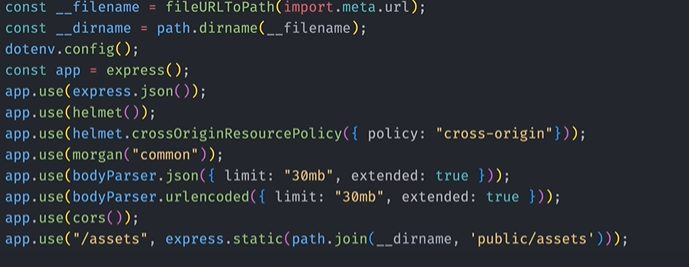 const __filename = fileURLToPath(import.meta.url);
const __dirname = path.dirname(__filename);
dotenv.config();
const app = express();
app.use(express.json());
app.use(helmet());
app.use(helmet.crossOriginResourcePolicy({ policy: "cross-origin"}));
app.use(morgan("common"));
app.use(bodyParser.json({ limit: "30mb", extended: true }));
app.use(bodyParser.urlencoded({ limit: "30mb", extended: true }));
app.use(cors());
app.use("/assets", express.static(path.join(__dirname, 'public/assets')));